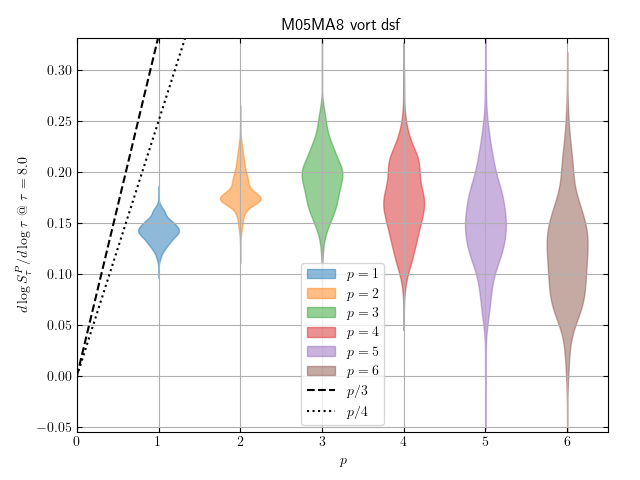 M05MA8 vort dsf
d log S_τ^P / d log τ @ τ = 8.0
0.30
0.25
0.20
0.15
0.10
0.05
0.00
−0.05
p = 1
p = 2
p = 3
p = 4
p = 5
p = 6
p/3
p/4
0 1 2 3 4 5 6
p